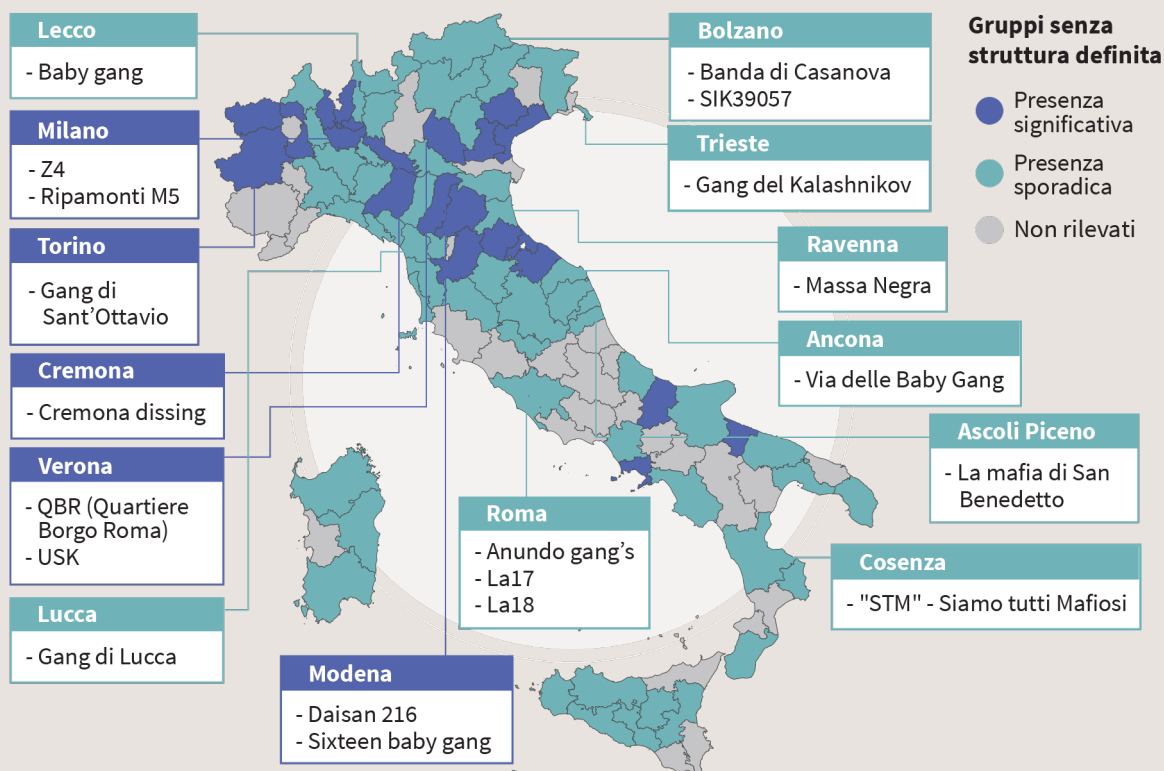 Gruppi senza
struttura definita
Presenza
significativa
Presenza
sporadica
Non rilevati
Lecco
- Baby gang
Milano
- Z4
- Ripamonti M5
Torino
- Gang di
Sant’Ottavio
Cremona
- Cremona dissing
Verona
- QBR (Quartiere
Borgo Roma)
- USK
Lucca
- Gang di Lucca
Modena
- Daisan 216
- Sixteen baby gang
Roma
- Anundo gang’s
- La17
- La18
Bolzano
- Banda di Casanova
- SIK39057
Trieste
- Gang del Kalashnikov
Ravenna
- Massa Negra
Ancona
- Via delle Baby Gang
Ascoli Piceno
- La mafia di San
Benedetto
Cosenza
- "STM" - Siamo tutti Mafiosi